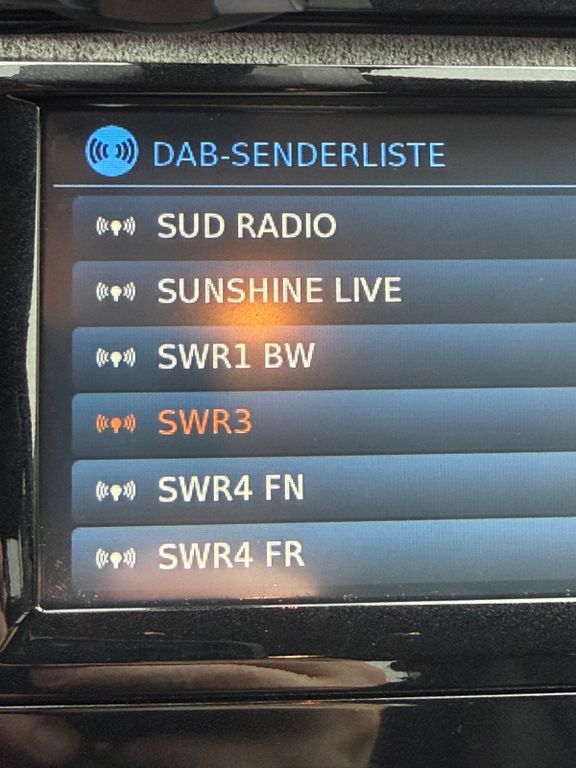 DAB-SENDERLISTE
SUD RADIO
SUNSHINE LIVE
SWR1 BW
SWR3
SWR4 FN
SWR4 FR